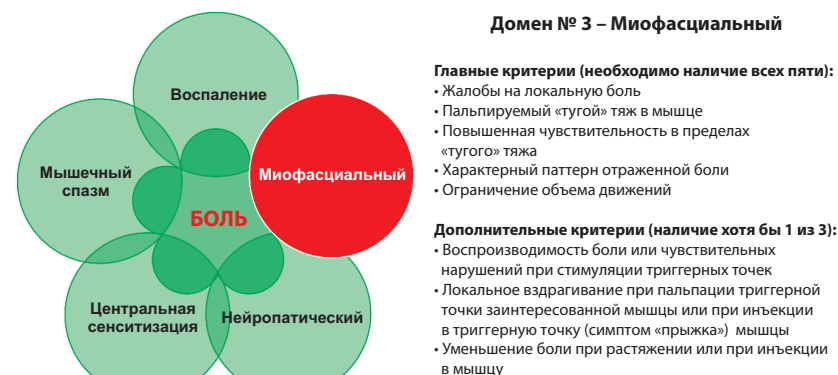 Воспаление
Мышечный
спазм
Миофасциальный
БОЛЬ
Центральная
сенситизация
Нейропатический
Домен № 3 – Миофасциальный
Главные критерии (необходимо наличие всех пяти):
• Жалобы на локальную боль
• Пальпируемый «тугой» тяж в мышце
• Повышенная чувствительность в пределах
«тугого» тяжа
• Характерный паттерн отраженной боли
• Ограничение объема движений
Дополнительные критерии (наличие хотя бы 1 из 3):
• Воспроизводимость боли или чувствительных
нарушений при стимуляции триггерных точек
• Локальное вздрагивание при пальпации триггерной
точки заинтересованной мышцы или при инъекции
в триггерную точку (симптом «прыжка») мышцы
• Уменьшение боли при растяжении или при инъекции
в мышцу